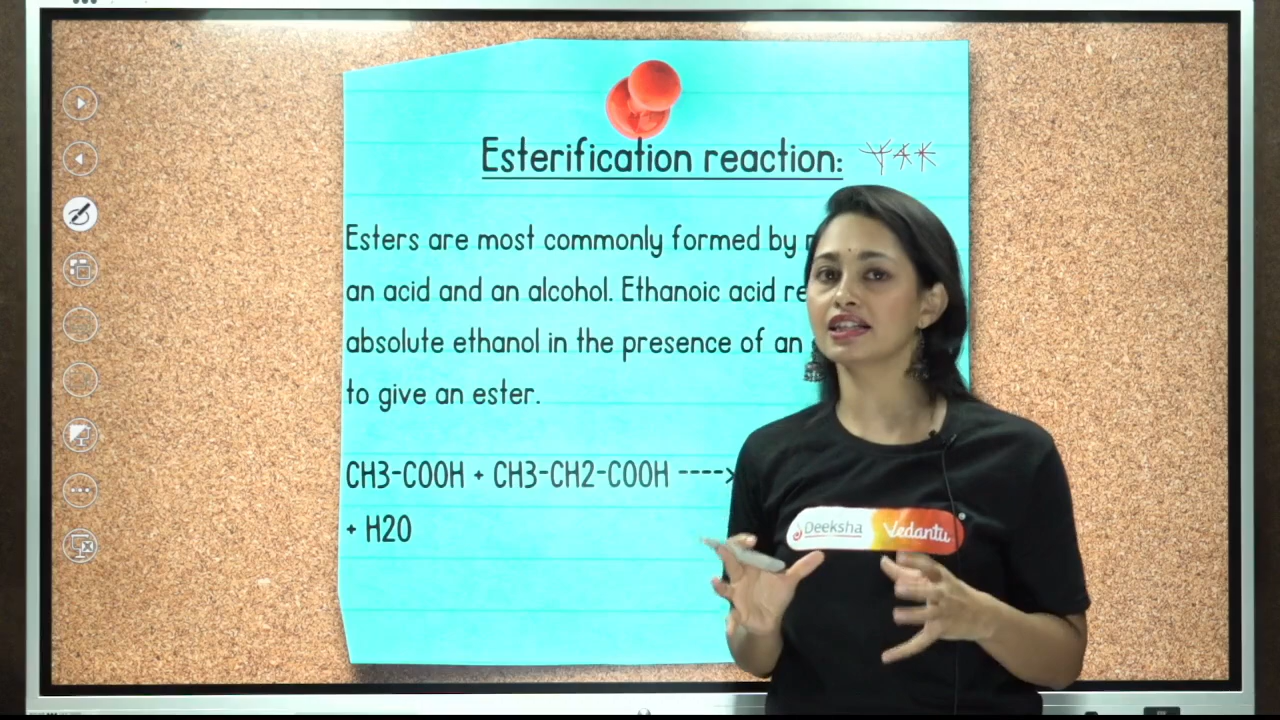 Esterification reaction:
Esters are most commonly formed by
an acid and an alcohol. Ethanoic acid
absolute ethanol in the presence of an
to give an ester.
CH3-COOH + CH3-CH2-COOH ---->
+ H2O
Deeksha Vedantu